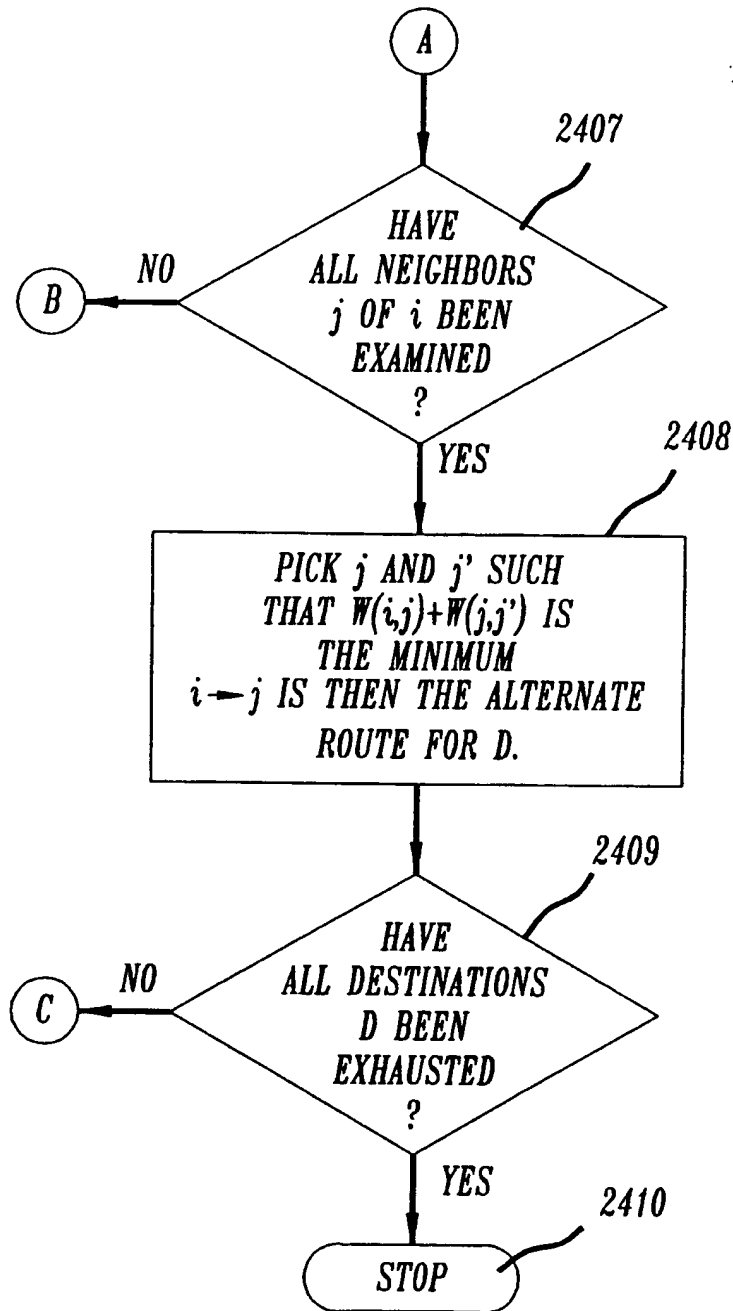 A
2407
HAVE
ALL NEIGHBORS
j OF i BEEN
EXAMINED
?
NO
B
YES
2408
PICK j AND j' SUCH
THAT W(i,j)+W(j,j') IS
THE MINIMUM
i→j IS THEN THE ALTERNATE
ROUTE FOR D.
2409
HAVE
ALL DESTINATIONS
D BEEN
EXHAUSTED
?
NO
C
YES
2410
STOP